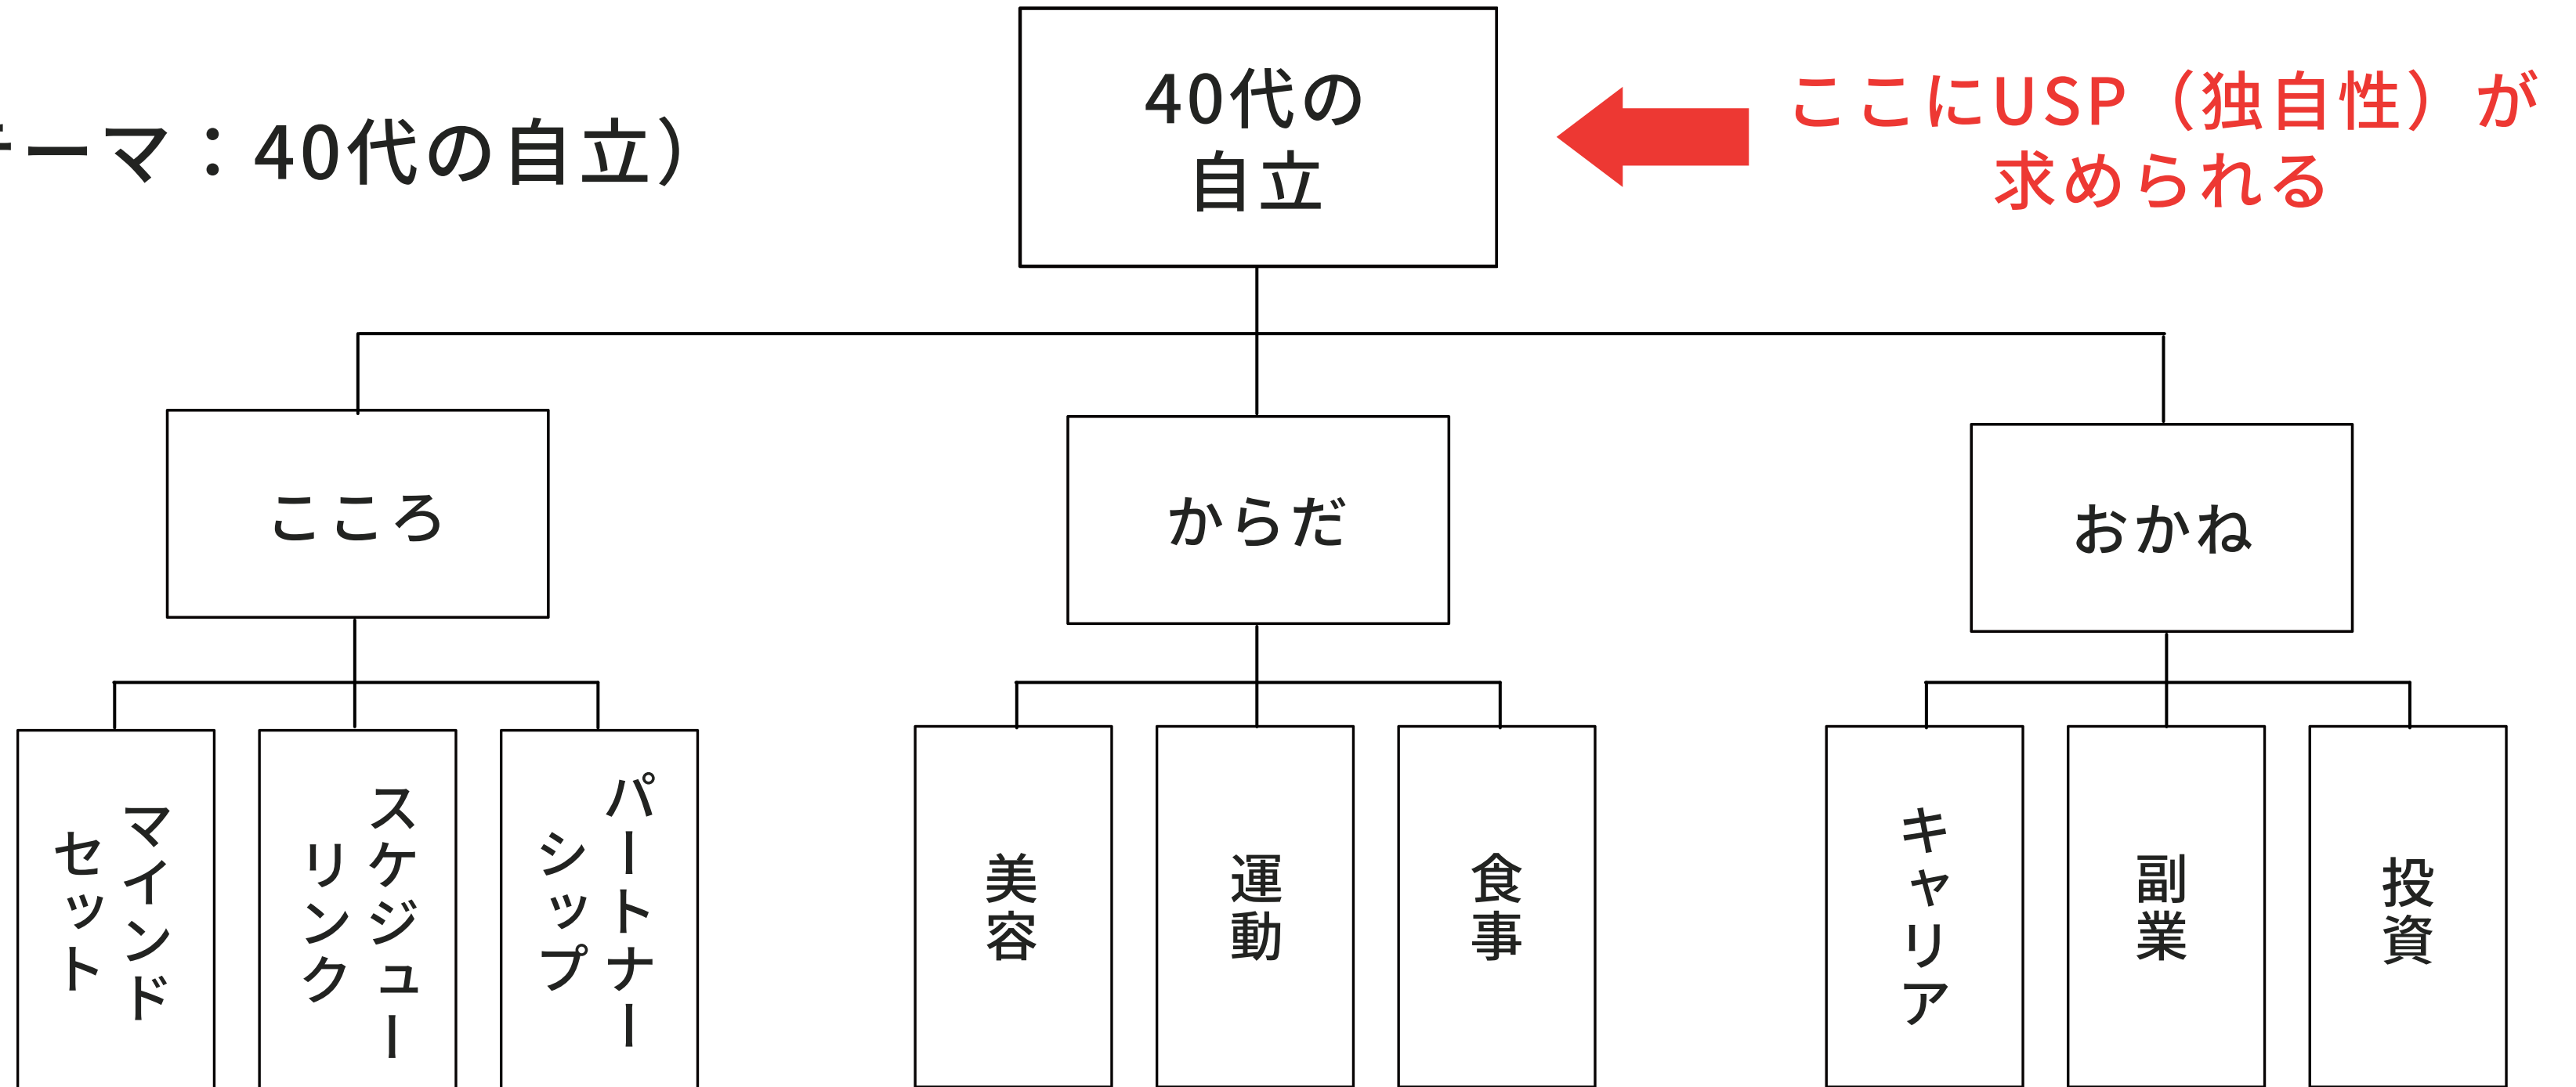 ーマ：40代の自立）
40代の
自立
ここにUSP（独自性）が
求められる
こころ
からだ
おかね
マインド
セット
スケジュー
リング
パートナー
シップ
美容
運動
食事
キャリア
副業
投資